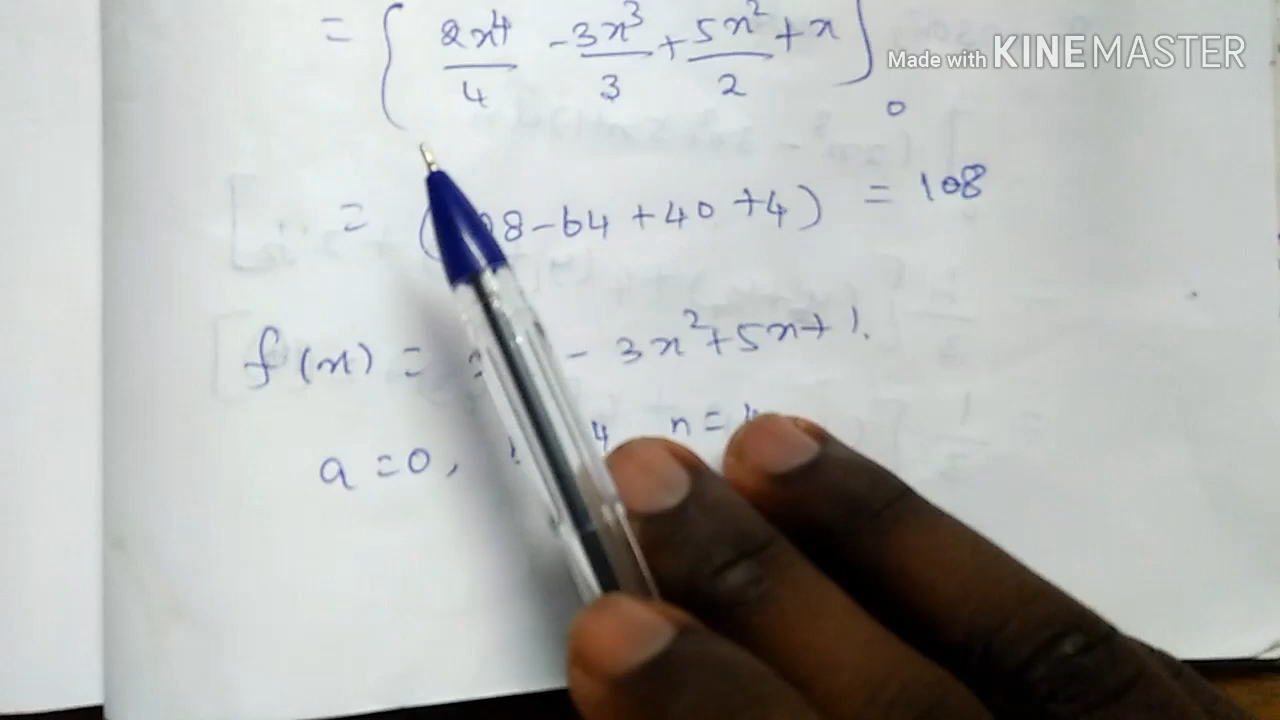 = { 2x⁴/4 - 3x³/3 + 5x²/2 + x } 0
Made with KINEMASTER
= ( 8 - 64 + 40 + 4 ) = 108
f(x) = - 3x² + 5x + 1.
a = 0, 4 n =